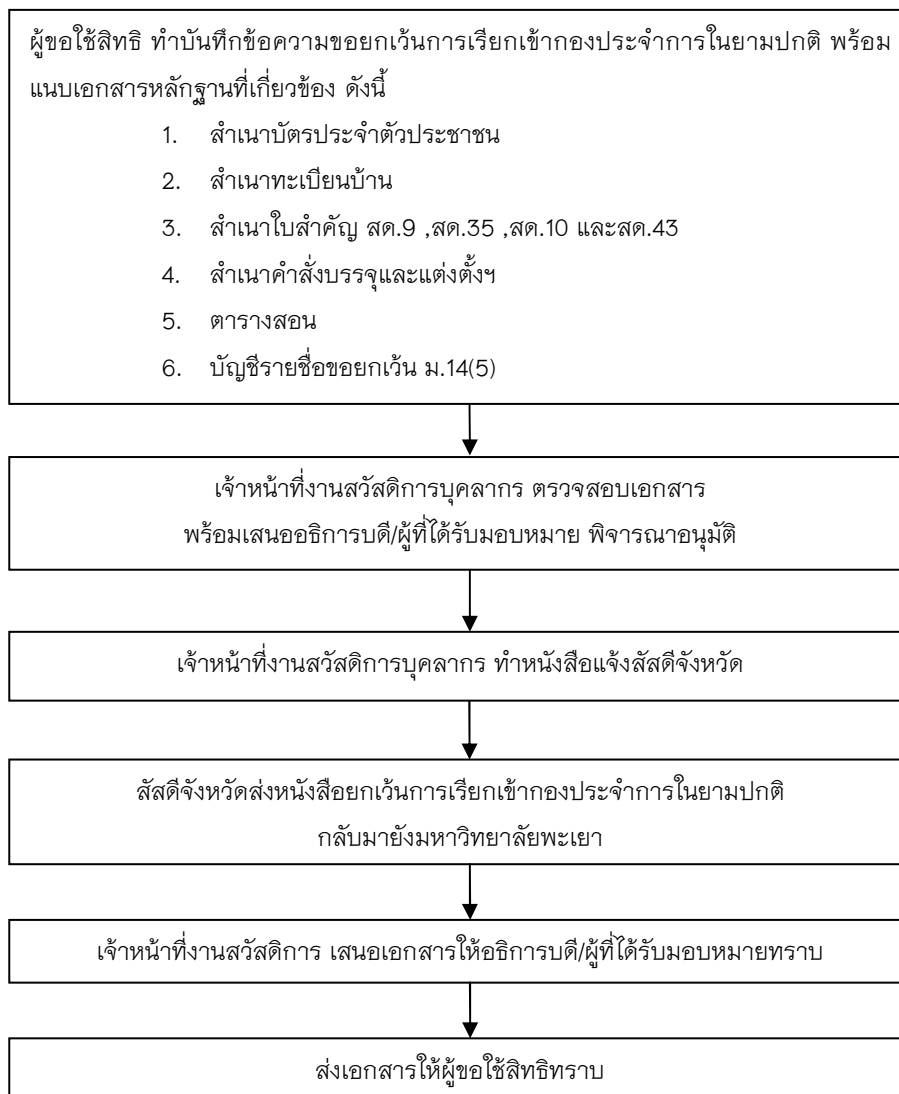 ผู้ขอใช้สิทธิ ทำบันทึกข้อความขอยกเว้นการเรียกเข้ากองประจำการในยามปกติ พร้อม
แนบเอกสารหลักฐานที่เกี่ยวข้อง ดังนี้
1. สำเนาบัตรประจำตัวประชาชน
2. สำเนาทะเบียนบ้าน
3. สำเนาใบสำคัญ สด.9 ,สด.35 ,สด.10 และสด.43
4. สำเนาคำสั่งบรรจุและแต่งตั้งฯ
5. ตารางสอน
6. บัญชีรายชื่อขอยกเว้น ม.14(5)
เจ้าหน้าที่งานสวัสดิการบุคลากร ตรวจสอบเอกสาร
พร้อมเสนออธิการบดี/ผู้ที่ได้รับมอบหมาย พิจารณาอนุมัติ
เจ้าหน้าที่งานสวัสดิการบุคลากร ทำหนังสือแจ้งสัสดีจังหวัด
สัสดีจังหวัดส่งหนังสือยกเว้นการเรียกเข้ากองประจำการในยามปกติ
กลับมายังมหาวิทยาลัยพะเยา
เจ้าหน้าที่งานสวัสดิการ เสนอเอกสารให้อธิการบดี/ผู้ที่ได้รับมอบหมายทราบ
ส่งเอกสารให้ผู้ขอใช้สิทธิทราบ